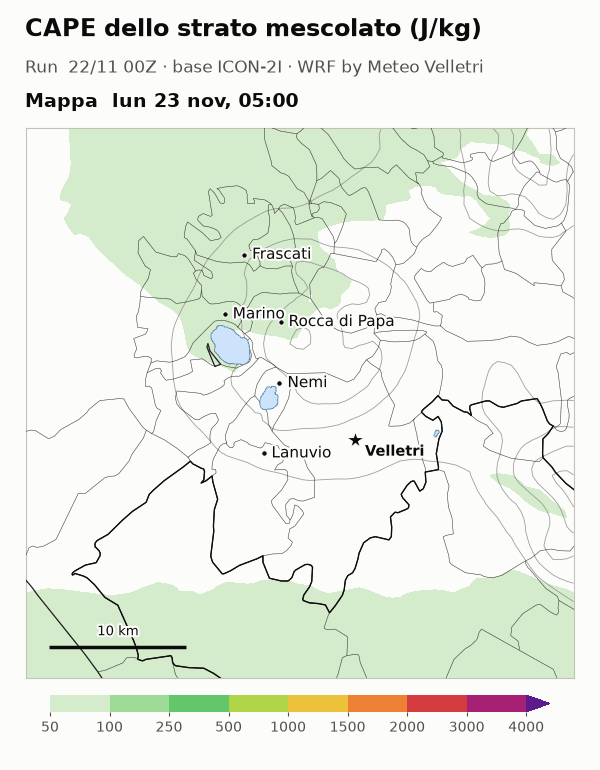 CAPE dello strato mescolato (J/kg)
Run  22/11 00Z · base ICON-2I · WRF by Meteo Velletri
Mappa  lun 23 nov, 05:00
Frascati
Marino
Rocca di Papa
Nemi
Velletri
Lanuvio
10 km
50 100 250 500 1000 1500 2000 3000 4000